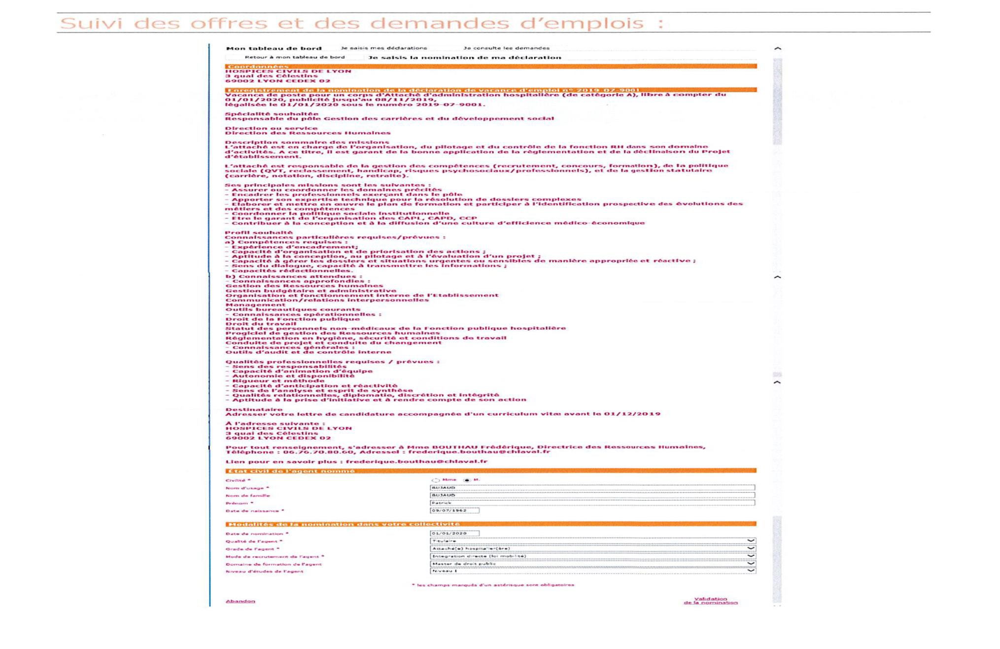 Suivi des offres et des demandes d'emplois :
Mon tableau de bord Je saisis mes déclarations Je consulte les demandes
Retour à mon tableau de bord Je saisis la nomination de ma déclaration
Coordonnées
HOSPICES CIVILS DE LYON
3 quai des Célestins
69002 LYON CEDEX 02
Enregistrement de la nomination de la déclaration de vacance d'emploi n° 2019-07-9001
Vacance de poste pour un corps d'Attaché d'administration hospitalière (de catégorie A), libre à compter du
01/01/2020, publicité jusqu'au 08/11/2019,
légalisée le 01/01/2020 sous le numéro 2019-07-9001.
Spécialité souhaitée
Responsable du pôle Gestion des carrières et du développement social
Direction ou service
Direction des Ressources Humaines
Description sommaire des missions
L'attaché est en charge de l'organisation, du pilotage et du contrôle de la fonction RH dans son domaine
d'activités. A ce titre, il est garant de la bonne application de la règlementation et de la déclinaison du Projet
d'établissement.
L'attaché est responsable de la gestion des compétences (recrutement, concours, formation), de la politique
sociale (QVT, reclassement, handicap, risques psychosociaux/professionnels), et de la gestion statutaire
(carrière, notation, discipline, retraite).
Ses principales missions sont les suivantes :
- Assurer ou coordonner les domaines précités
- Encadrer les professionnels exerçant dans le pôle
- Apporter son expertise technique pour la résolution de dossiers complexes
- Elaborer et mettre en œuvre le plan de formation et participer à l'identification prospective des évolutions des
métiers et des compétences
- Coordonner la politique sociale institutionnelle
- Etre le garant de l'organisation des CAPL, CAPD, CCP
- Contribuer à la conception et à la diffusion d'une culture d'efficience médico-économique
Profil souhaité
Connaissances particulières requises/prévues :
a) Compétences requises :
- Expérience d'encadrement;
- Capacité d'organisation et de priorisation des actions ;
- Aptitude à la conception, au pilotage et à l'évaluation d'un projet ;
- Capacité à gérer les dossiers et situations urgentes ou sensibles de manière appropriée et réactive ;
- Sens du dialogue, capacité à transmettre les informations ;
- Capacités rédactionnelles.
b) Connaissances attendues :
- Connaissances approfondies :
Gestion des Ressources humaines
Gestion budgétaire et administrative
Organisation et fonctionnement interne de l'Etablissement
Communication/relations interpersonnelles
Management
Outils bureautiques courants
- Connaissances opérationnelles :
Droit de la Fonction publique
Droit du travail
Statut des personnels non-médicaux de la Fonction publique hospitalière
Progiciel de gestion des Ressources humaines
Réglementation en hygiène, sécurité et conditions de travail
Conduite de projet et conduite du changement
- Connaissances générales :
Outils d'audit et de contrôle interne
Qualités professionnelles requises / prévues :
- Sens des responsabilités
- Capacité d'animation d'équipe
- Autonomie et disponibilité
- Rigueur et méthode
- Capacité d'anticipation et réactivité
- Sens de l'analyse et esprit de synthèse
- Qualités relationnelles, diplomatie, discrétion et intégrité
- Aptitude à la prise d'initiative et à rendre compte de son action
Destinataire
Adresser votre lettre de candidature accompagnée d'un curriculum vitæ avant le 01/12/2019
À l'adresse suivante :
HOSPICES CIVILS DE LYON
3 quai des Célestins
69002 LYON CEDEX 02
Pour tout renseignement, s'adresser à Mme BOUTHAU Frédérique, Directrice des Ressources Humaines,
Téléphone : 06.76.70.80.60, Adressel : frederique.bouthau@chlaval.fr
Lien pour en savoir plus : frederique.bouthau@chlaval.fr
État civil de l'agent nommé
Civilité * Mme M.
Nom d'usage * BUJAUD
Nom de famille BUJAUD
Prénom * Patrick
Date de naissance * 09/07/1962
Modalités de la nomination dans votre collectivité
Date de nomination * 01/01/2020
Qualité de l'agent * Titulaire
Grade de l'agent * Attaché(e) hospitalier(ère)
Mode de recrutement de l'agent * Integration directe (loi mobilité)
Domaine de formation de l'agent Master de droit public
Niveau d'études de l'agent Niveau I
* les champs marqués d'un astérisque sont obligatoires
Abandon Validation
de la nomination